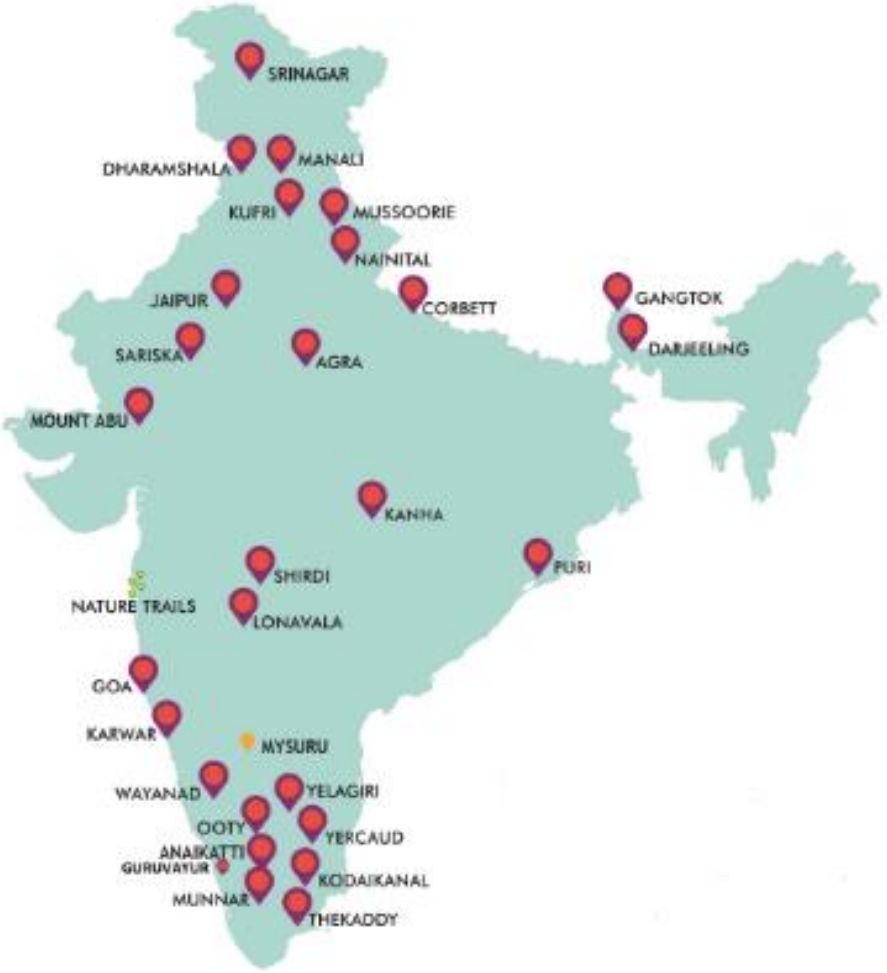 SRINAGAR
DHARAMSHALA
MANALI
KUFRI
MUSSOORIE
NAINITAL
JAIPUR
CORBETT
GANGTOK
SARISKA
AGRA
DARJEELING
MOUNT ABU
KANHA
SHIRDI
PURI
NATURE TRAILS
LONAVALA
GOA
KARWAR
MYSURU
WAYANAD
YELAGIRI
OOTY
YERCAUD
ANAIKATTI
GURUVAYUR
KODAIKANAL
MUNNAR
THEKADDY